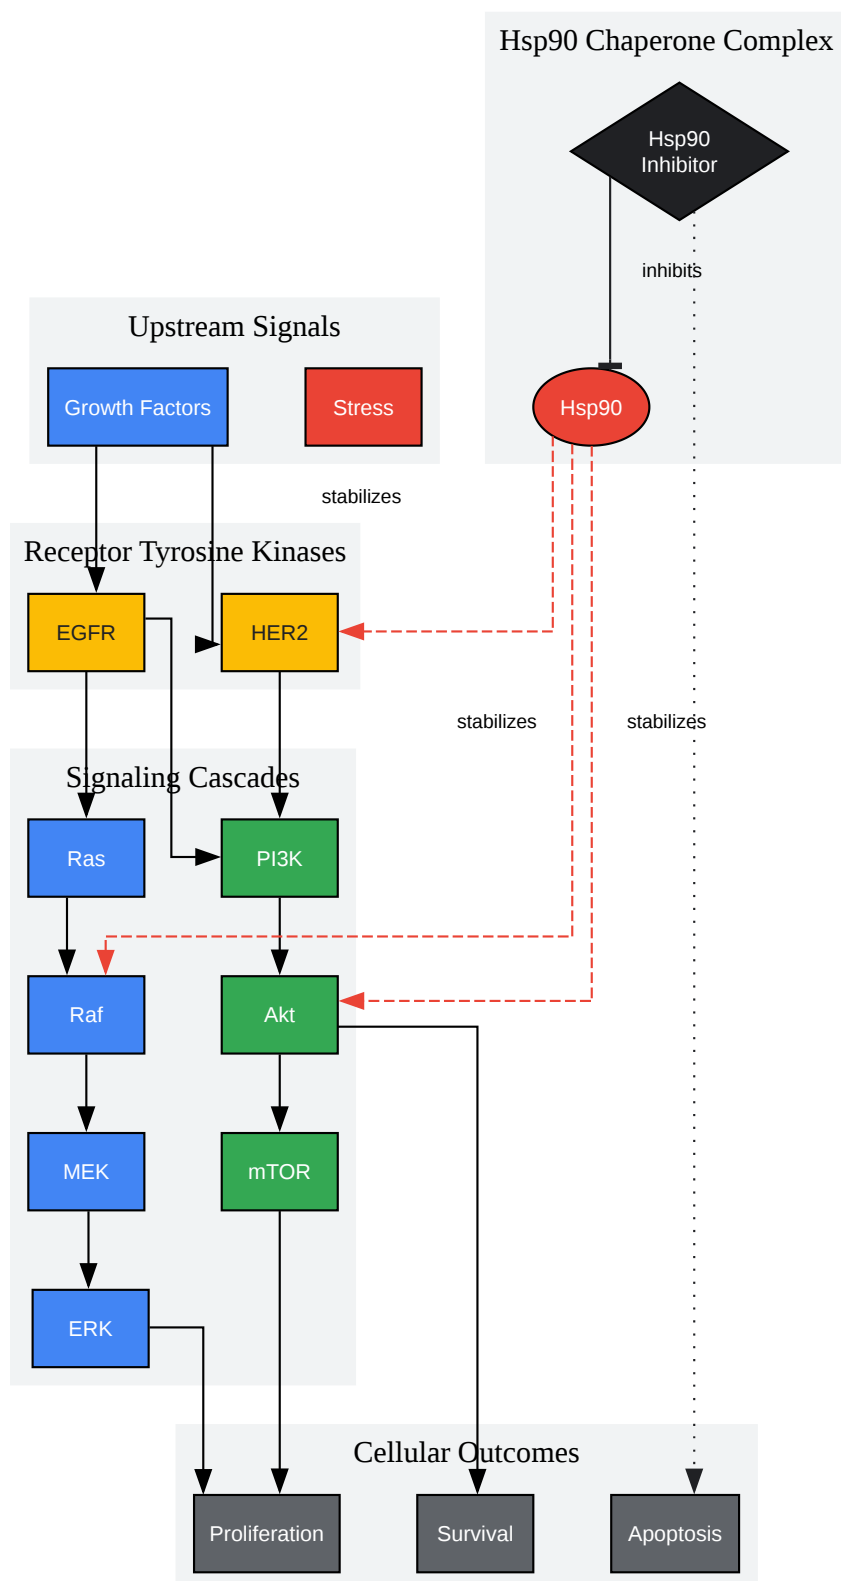 Hsp90 Chaperone Complex
Hsp90
Inhibitor
inhibits
Upstream Signals
Growth Factors
Stress
Hsp90
stabilizes
Receptor Tyrosine Kinases
EGFR
HER2
stabilizes
stabilizes
Signaling Cascades
Ras
PI3K
Raf
Akt
MEK
mTOR
ERK
Cellular Outcomes
Proliferation
Survival
Apoptosis